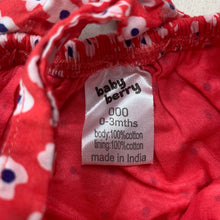 baby
berry
000
0-3mths
body:100%cotton
lining:100%cotton
made in India